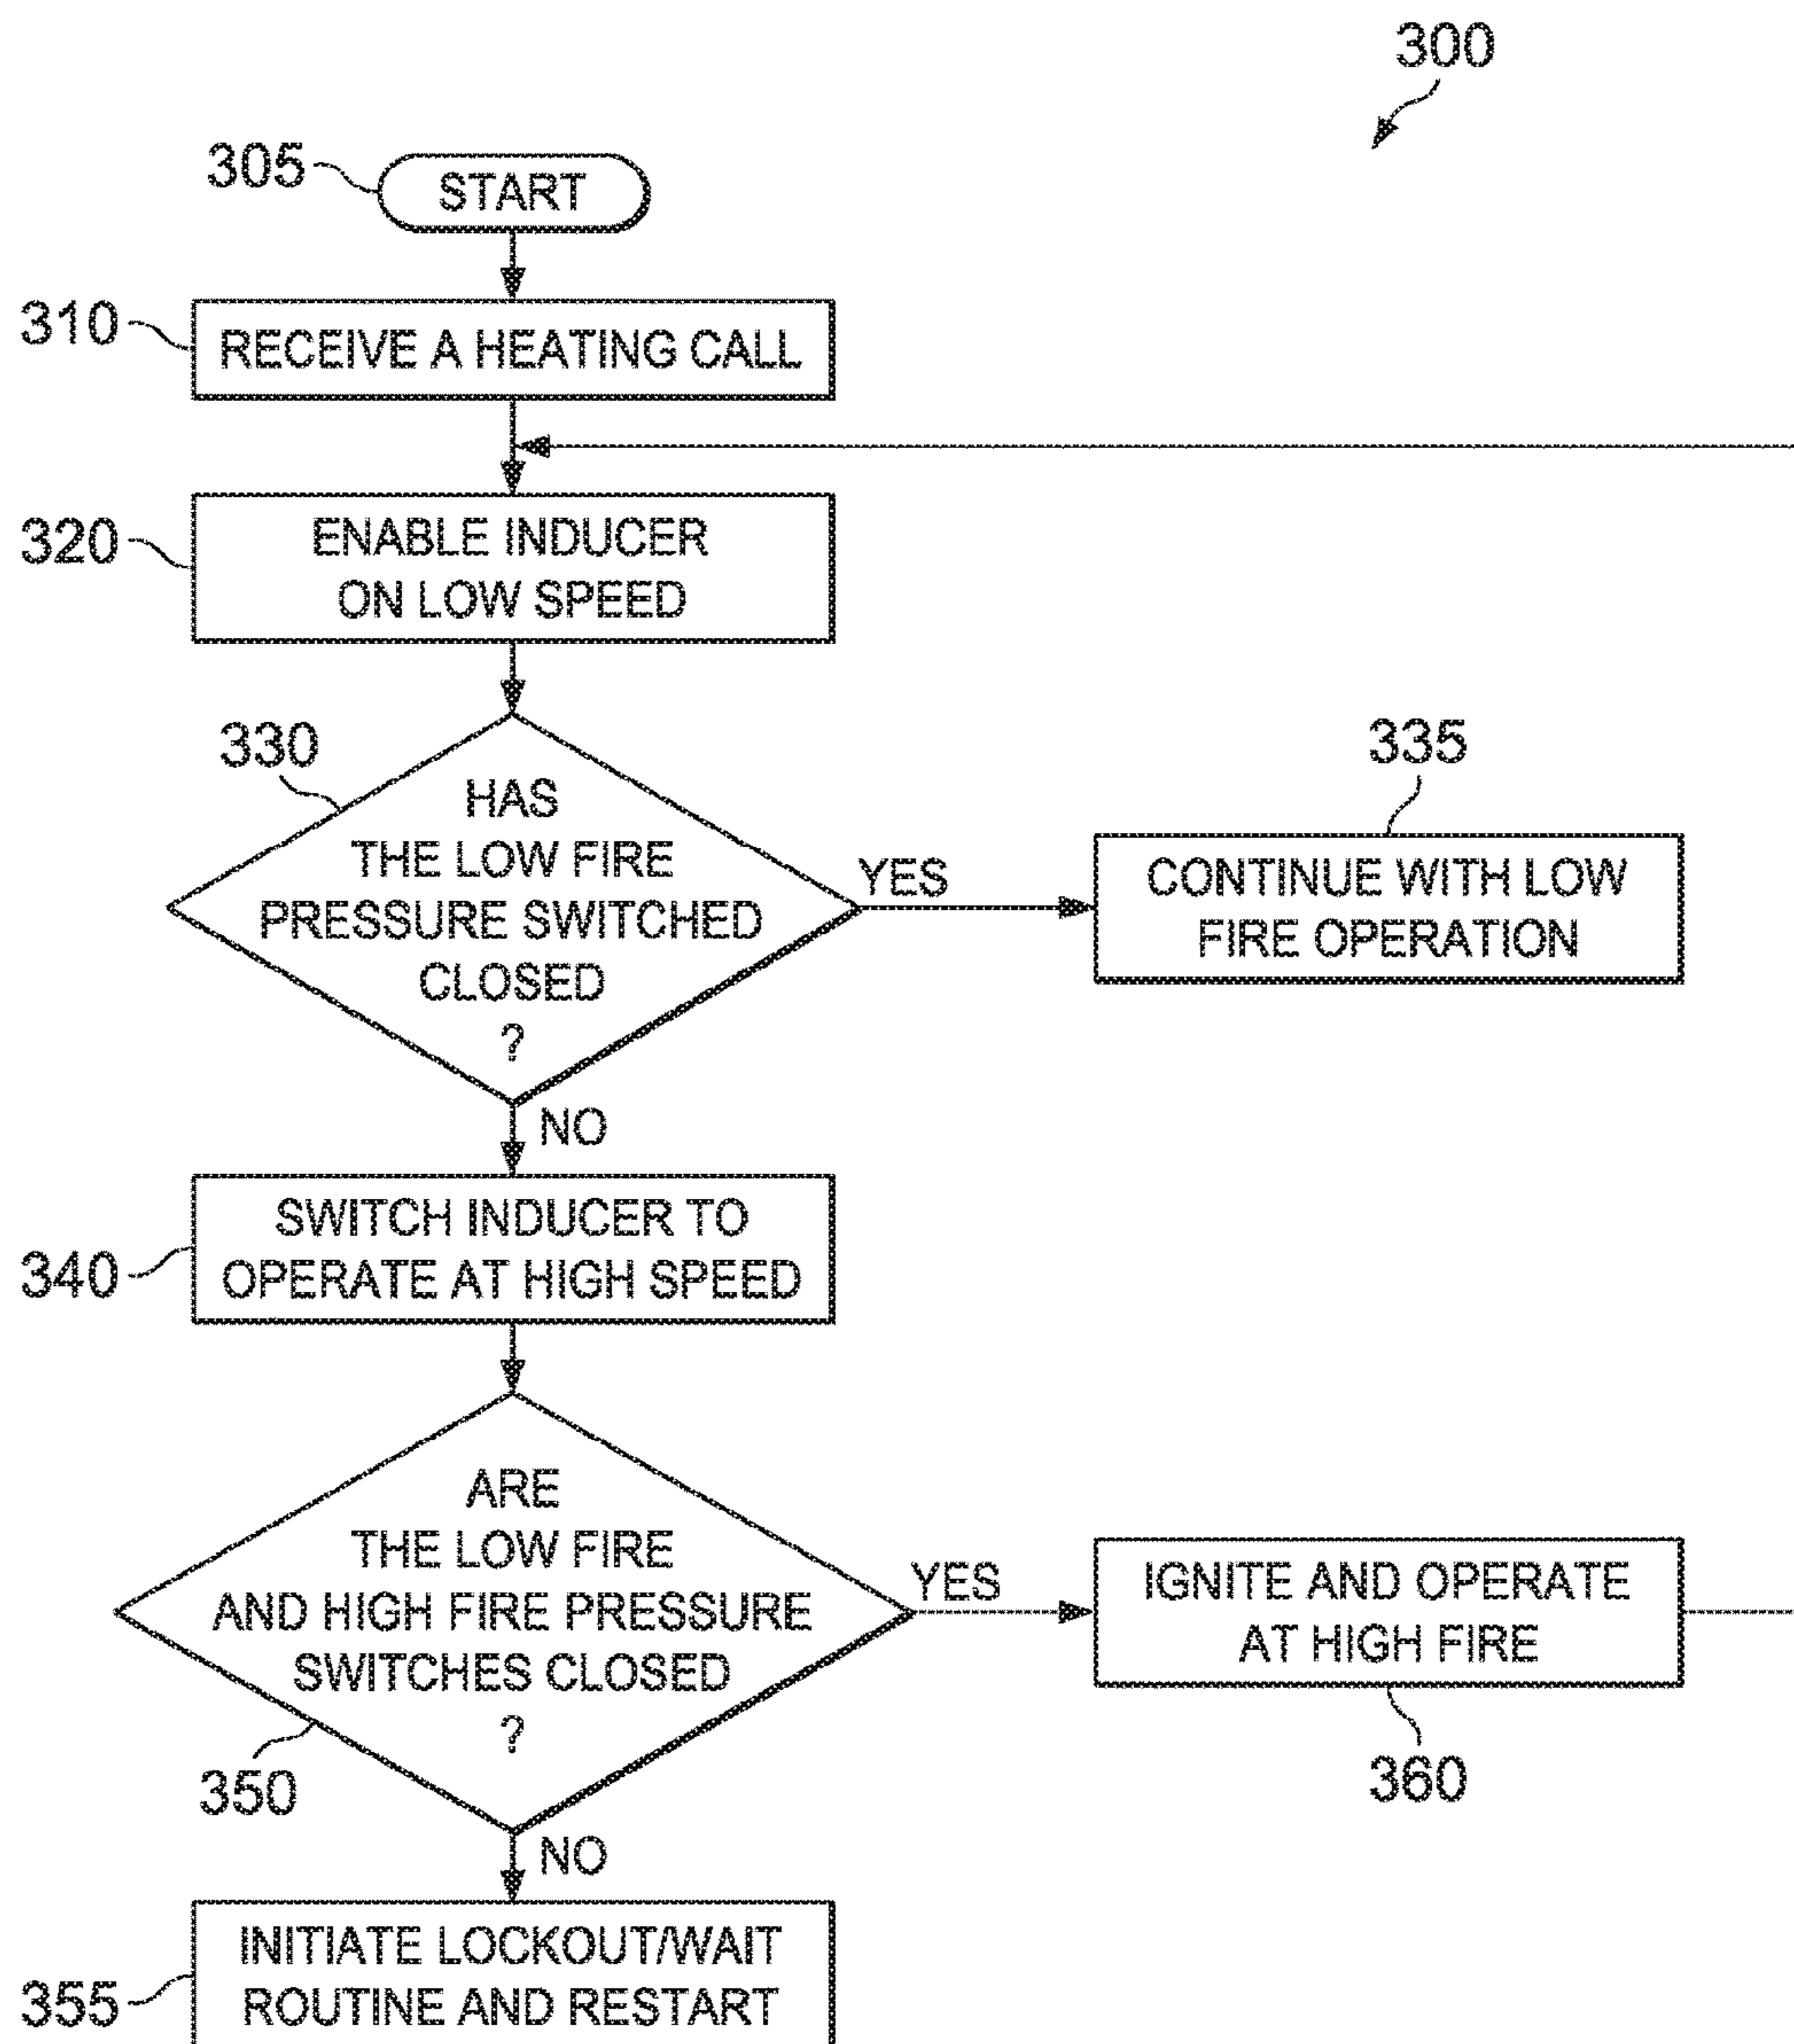 300
305
START
310
RECEIVE A HEATING CALL
320
ENABLE INDUCER
ON LOW SPEED
330
HAS
THE LOW FIRE
PRESSURE SWITCHED
CLOSED
?
YES
335
CONTINUE WITH LOW
FIRE OPERATION
NO
340
SWITCH INDUCER TO
OPERATE AT HIGH SPEED
ARE
THE LOW FIRE
AND HIGH FIRE PRESSURE
SWITCHES CLOSED
?
350
YES
IGNITE AND OPERATE
AT HIGH FIRE
360
NO
355
INITIATE LOCKOUT/WAIT
ROUTINE AND RESTART